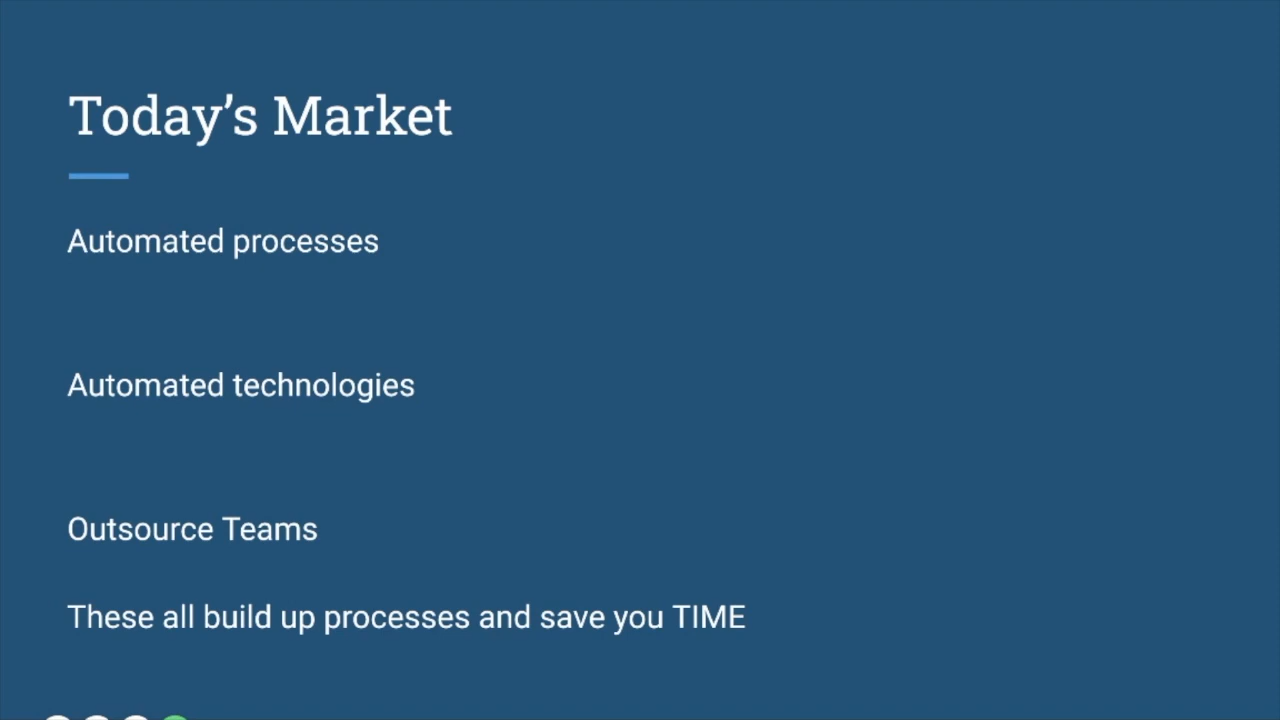 Today’s Market
Automated processes
Automated technologies
Outsource Teams
These all build up processes and save you TIME